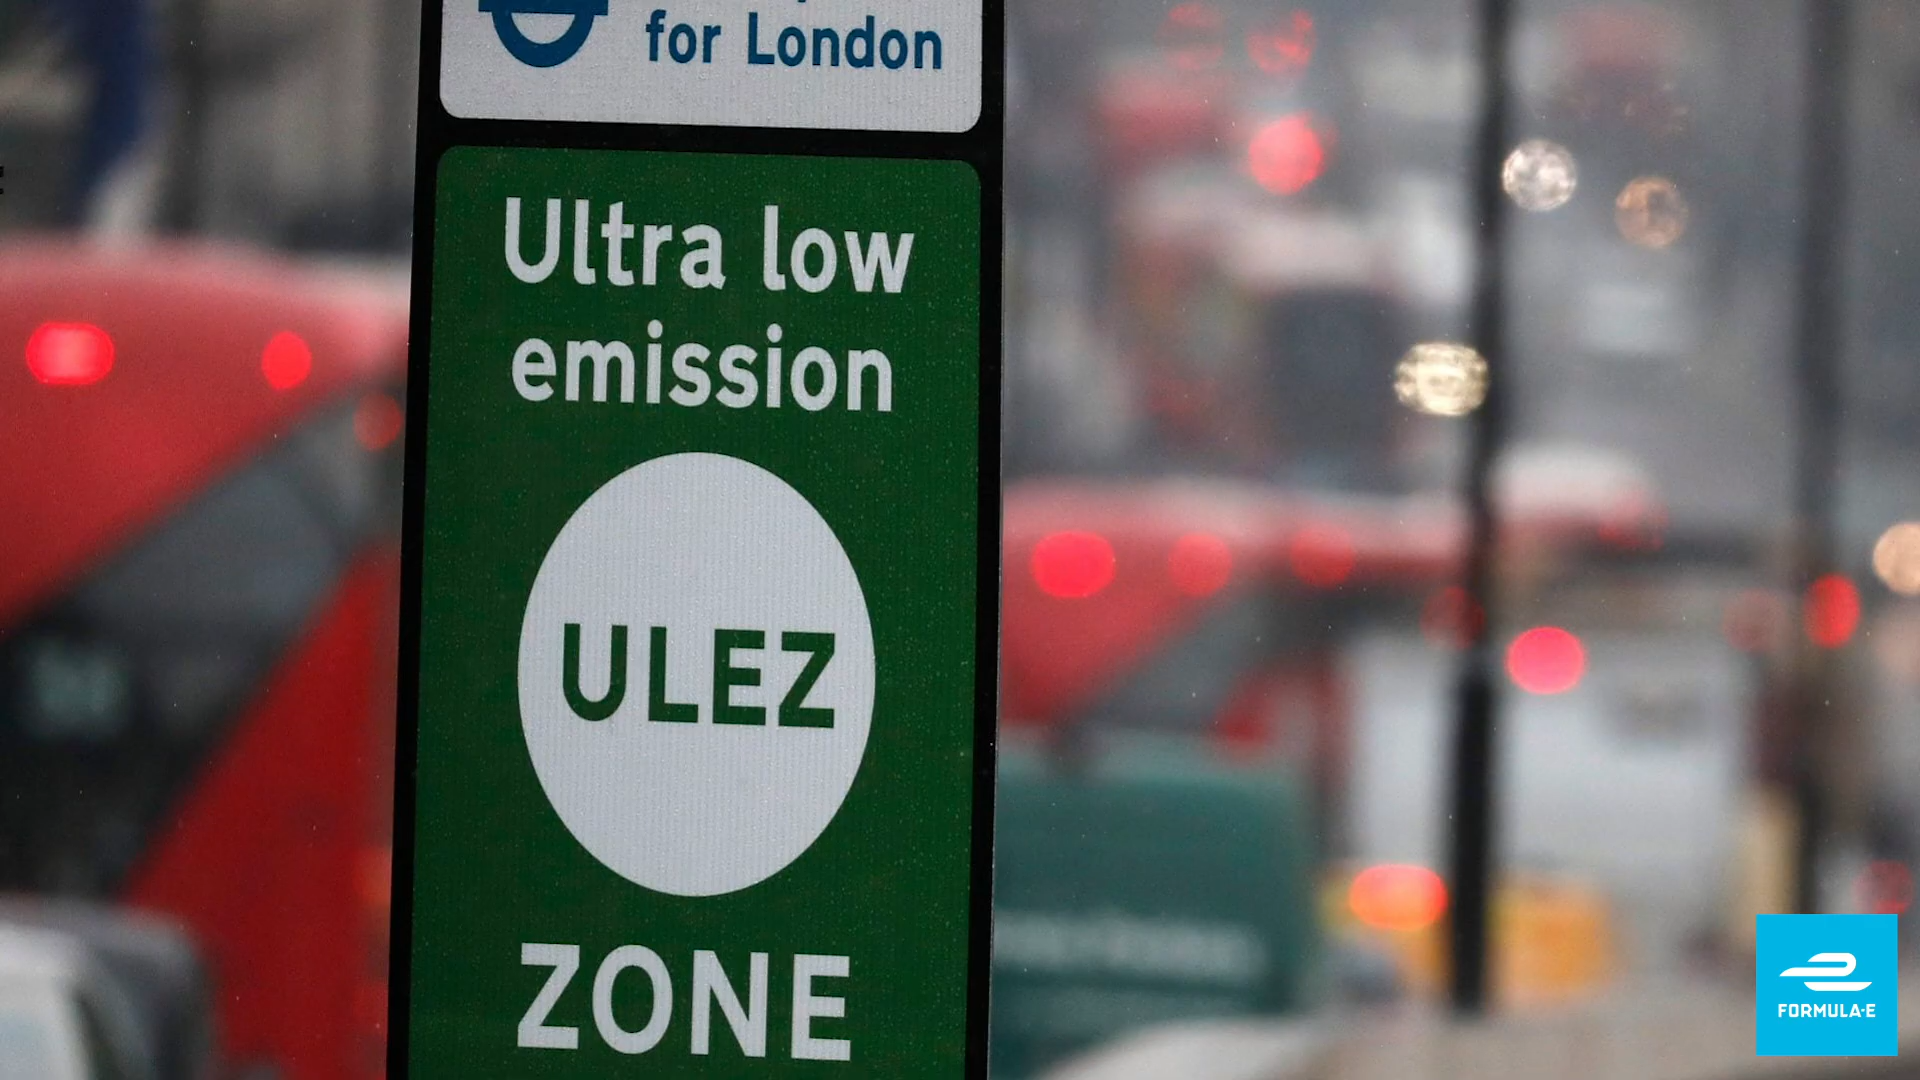 for London
Ultra low
emission
ULEZ
ZONE
FORMULA-E